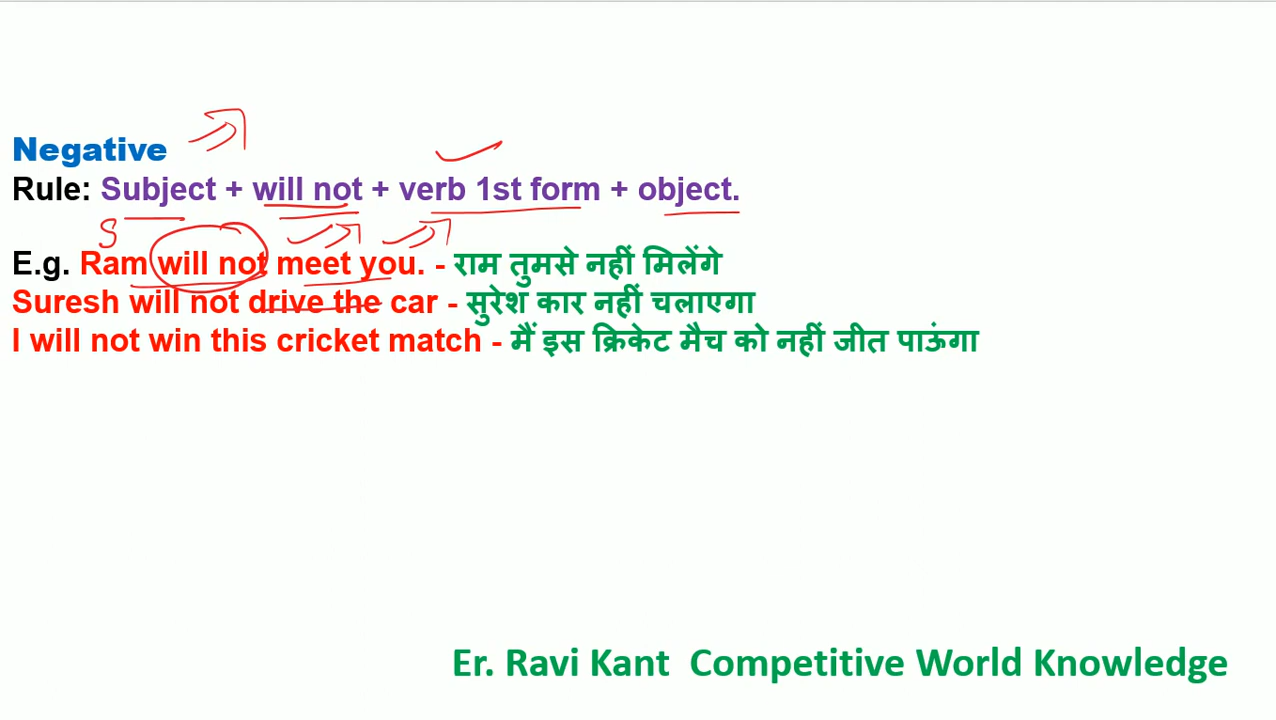 Negative
Rule: Subject + will not + verb 1st form + object.
S
E.g. Ram will not meet you. - राम तुमसे नहीं मिलेंगे
Suresh will not drive the car - सुरेश कार नहीं चलाएगा
I will not win this cricket match - मैं इस क्रिकेट मैच को नहीं जीत पाऊंगा
Er. Ravi Kant Competitive World Knowledge